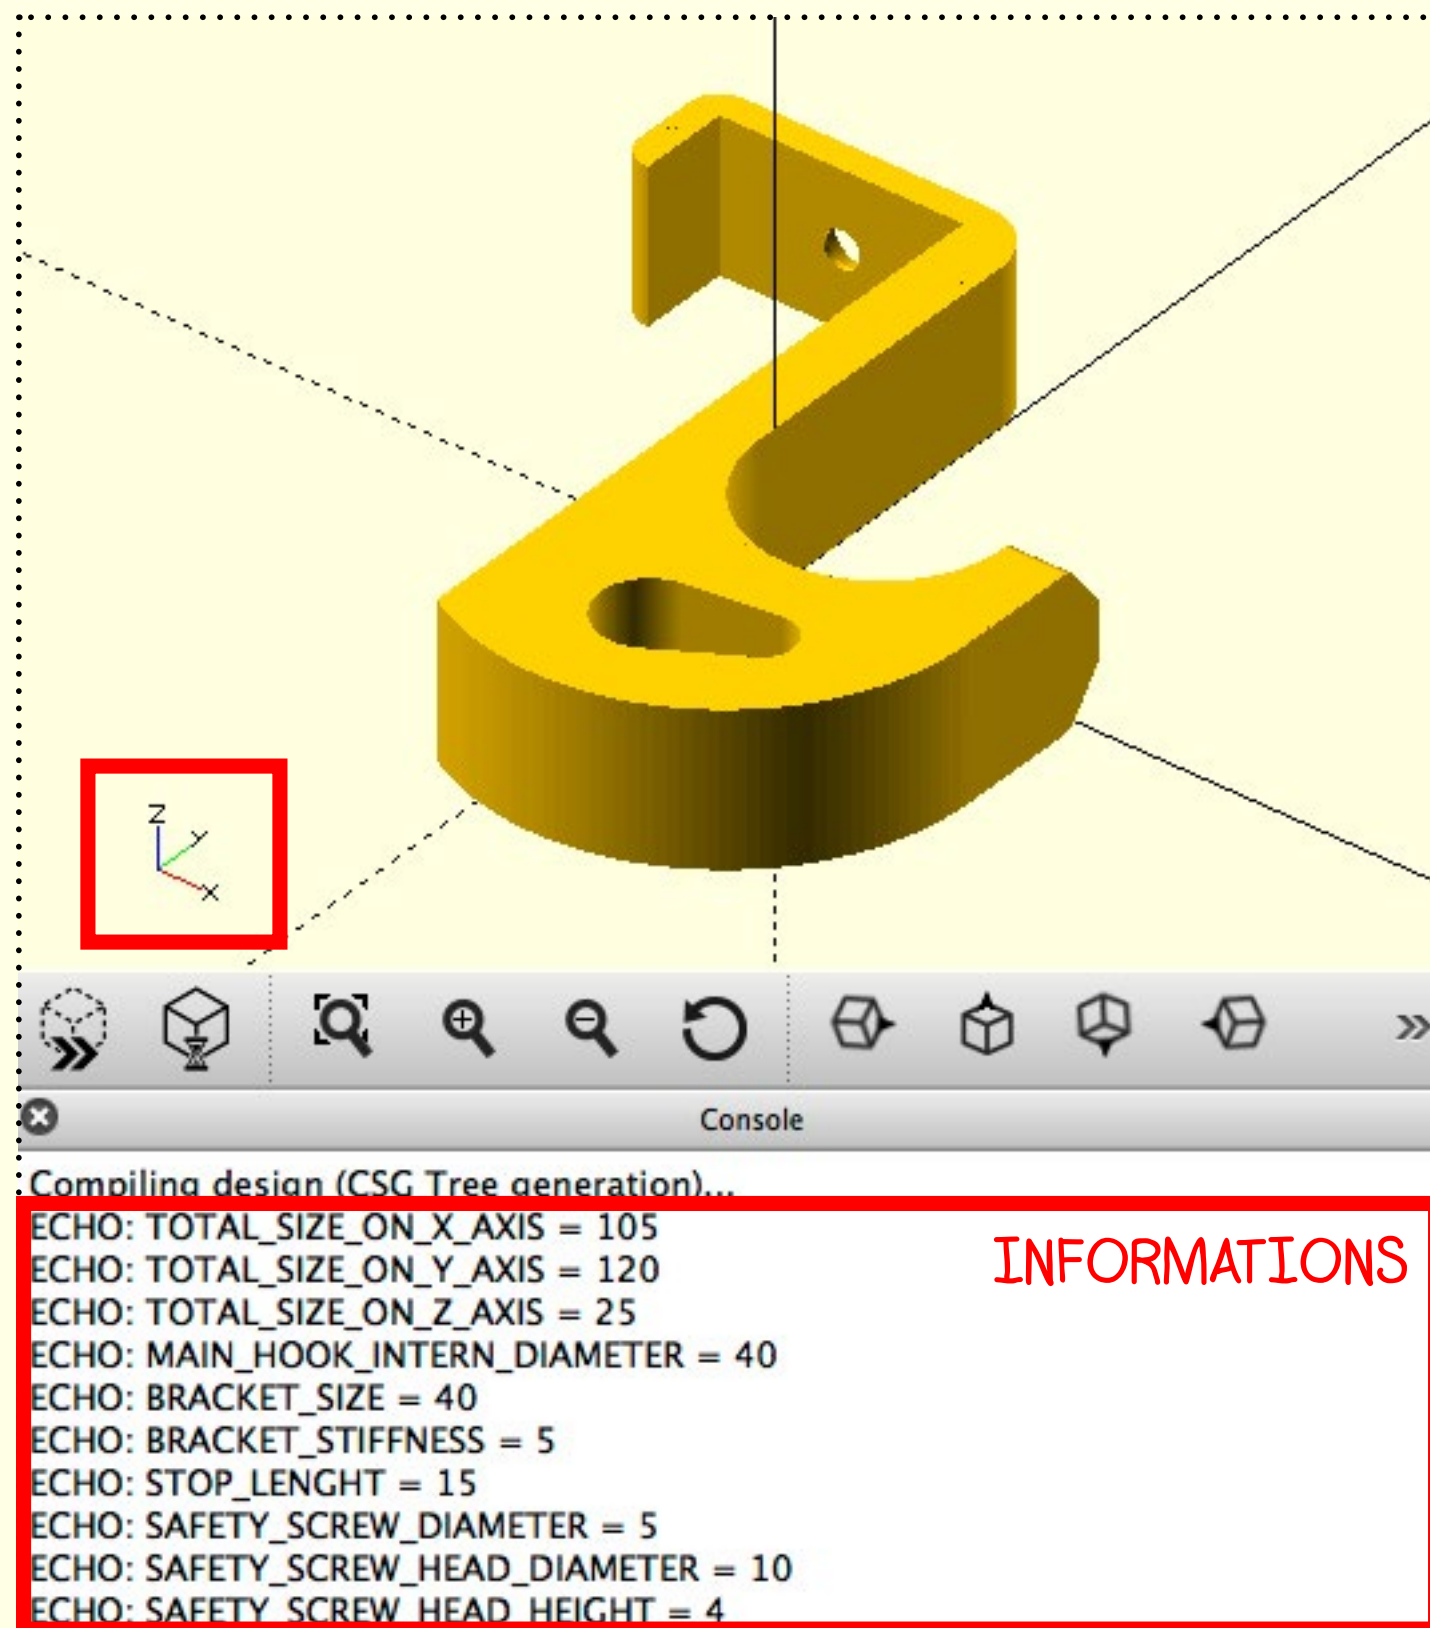 Z
y
X
Console
Compiling design (CSG Tree generation)...
ECHO: TOTAL_SIZE_ON_X_AXIS = 105
ECHO: TOTAL_SIZE_ON_Y_AXIS = 120
ECHO: TOTAL_SIZE_ON_Z_AXIS = 25
ECHO: MAIN_HOOK_INTERN_DIAMETER = 40
ECHO: BRACKET_SIZE = 40
ECHO: BRACKET_STIFFNESS = 5
ECHO: STOP_LENGHT = 15
ECHO: SAFETY_SCREW_DIAMETER = 5
ECHO: SAFETY_SCREW_HEAD_DIAMETER = 10
ECHO: SAFETY_SCREW_HEAD_HEIGHT = 4
INFORMATIONS